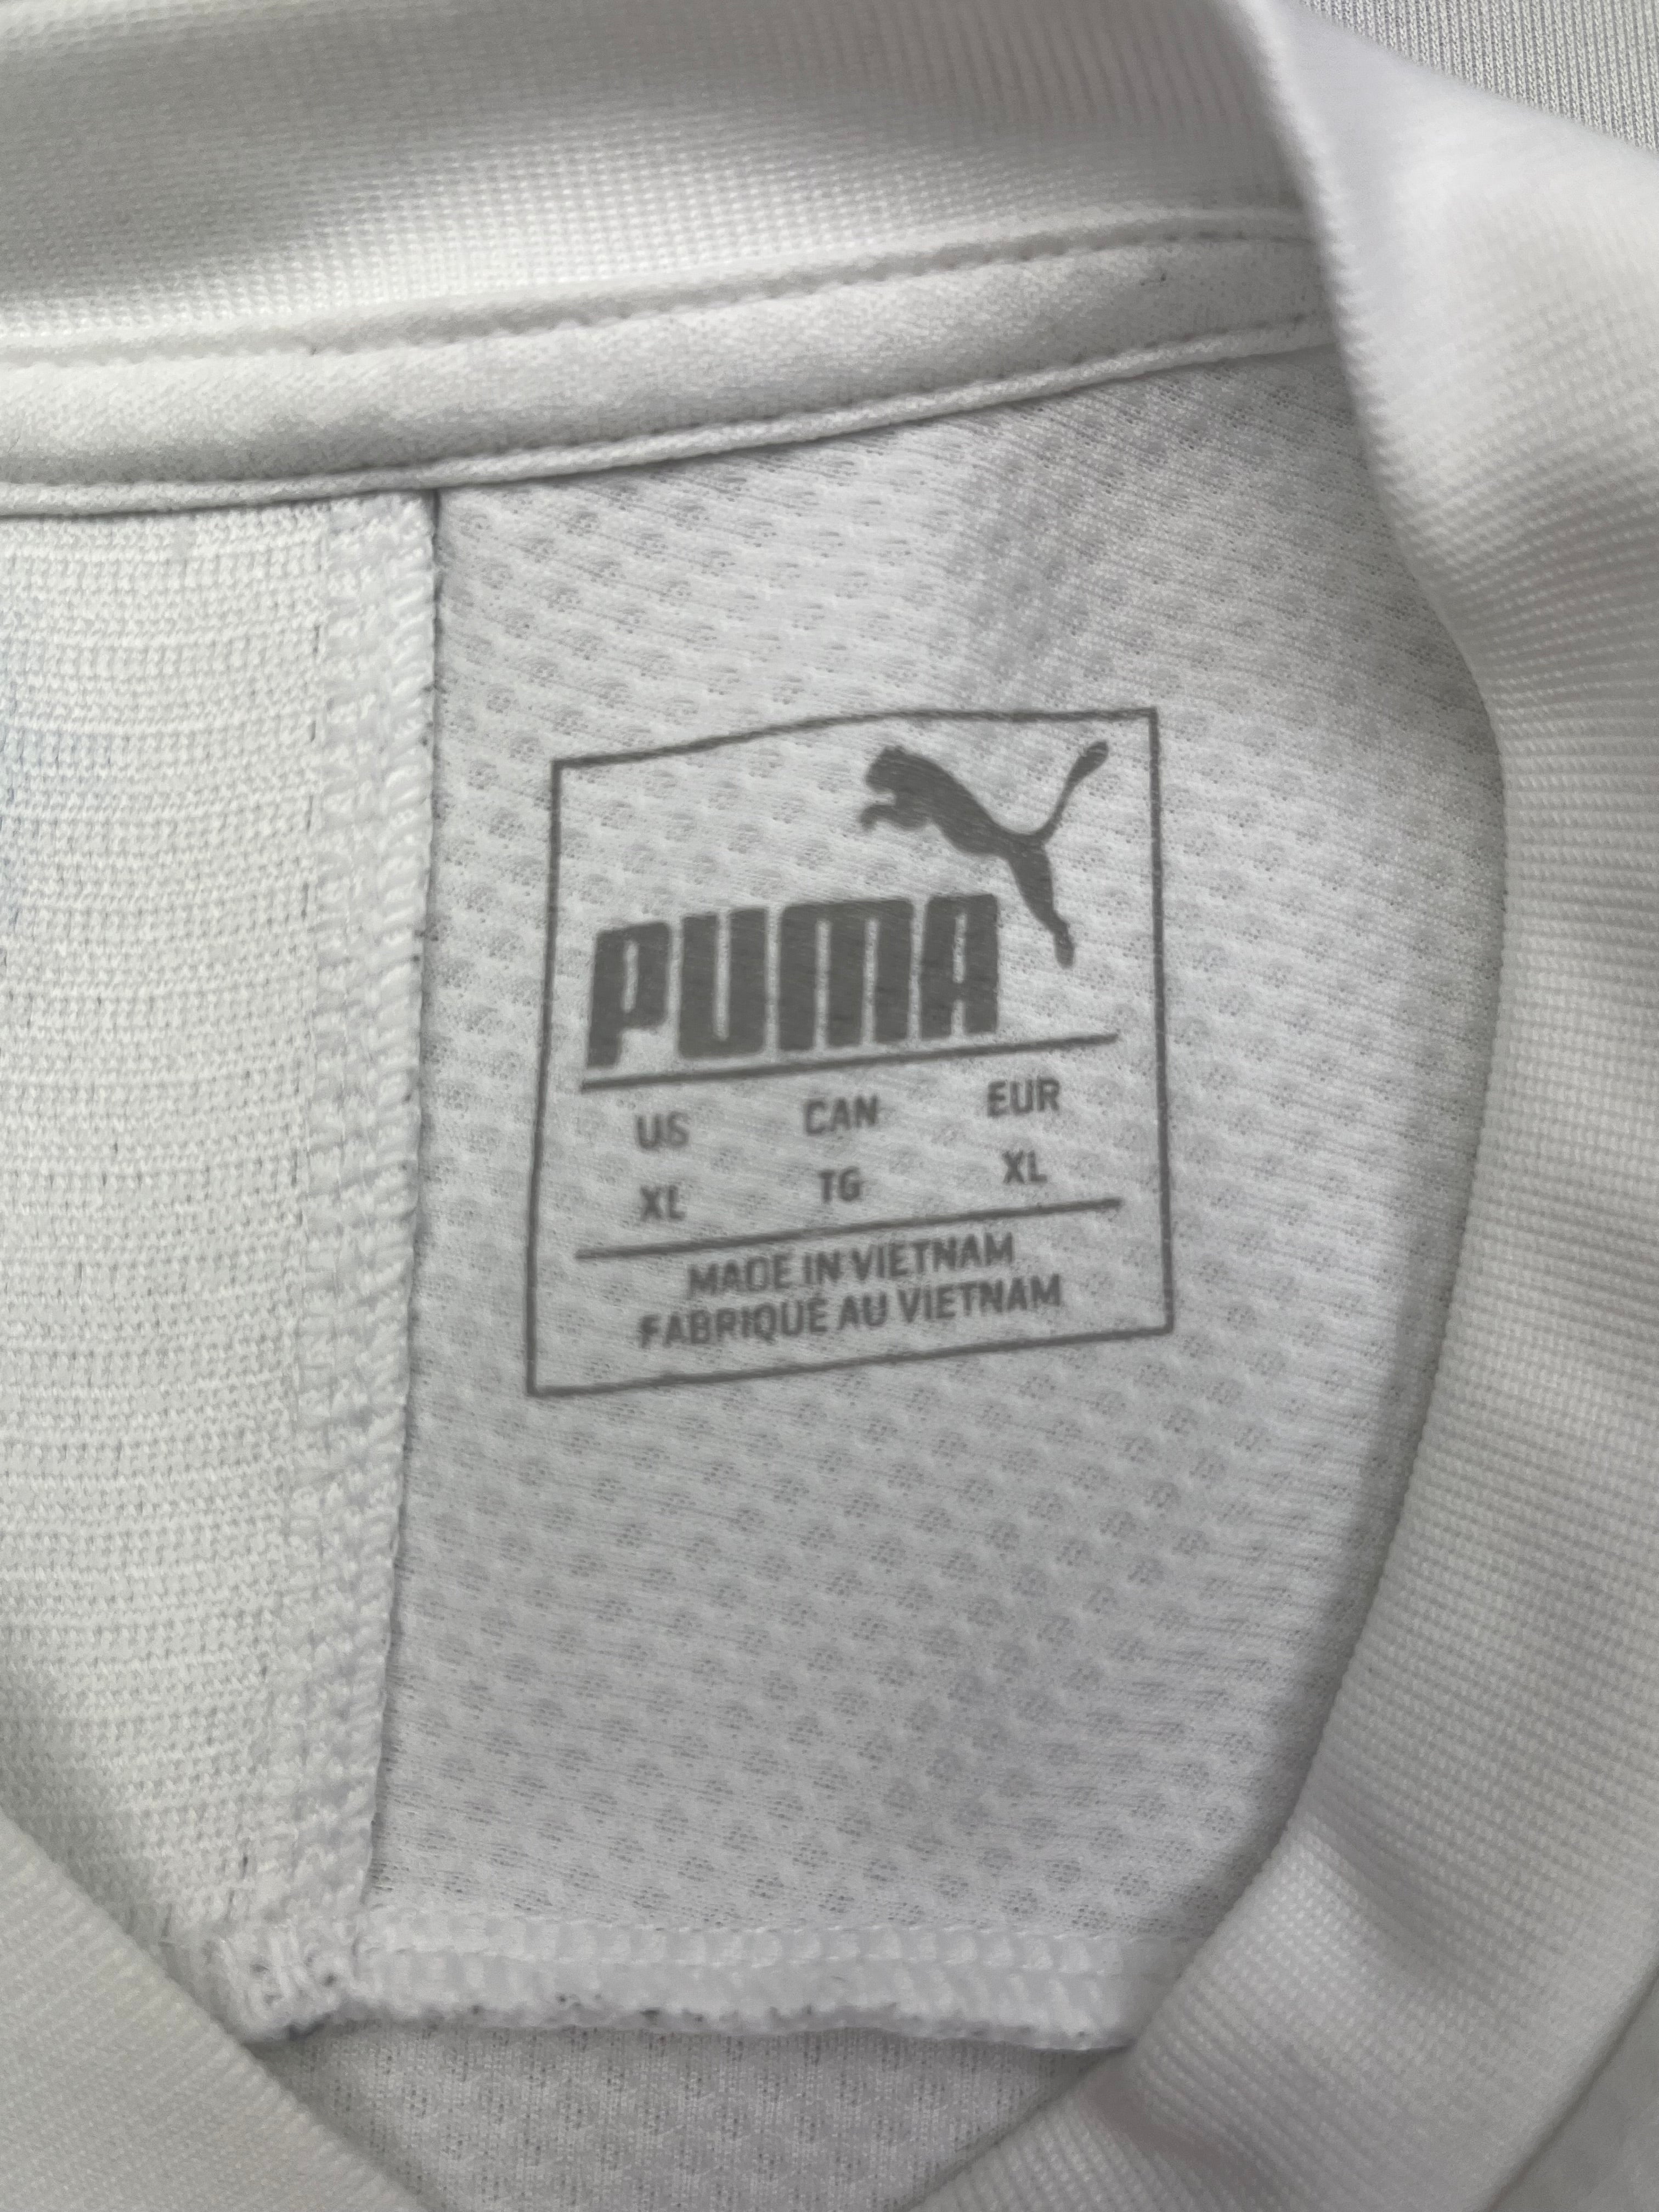 PUMA
US CAN EUR
XL TG XL
MADE IN VIETNAM
FABRIQUÉ AU VIETNAM